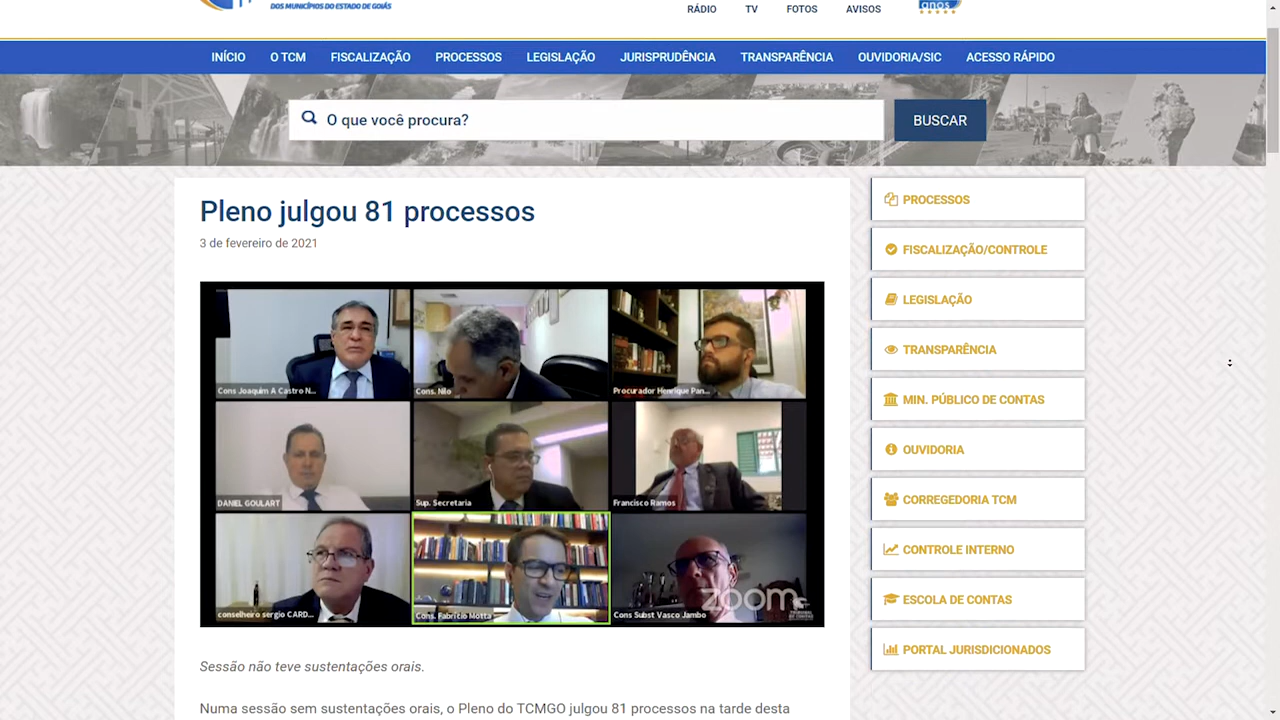 DOS MUNICÍPIOS DO ESTADO DE GOIÁS
RÁDIO TV FOTOS AVISOS
anos
INÍCIO O TCM FISCALIZAÇÃO PROCESSOS LEGISLAÇÃO JURISPRUDÊNCIA TRANSPARÊNCIA OUVIDORIA/SIC ACESSO RÁPIDO
O que você procura?
BUSCAR
Pleno julgou 81 processos
3 de fevereiro de 2021
Cons Joaquim A Castro N...
Cons. Nilo
Procurador Henrique Pan...
DANIEL GOULART
Sup. Secretaria
Francisco Ramos
conselheiro sergio CARD...
Cons. Fabrício Motta
Cons Subst Vasco Jambo
zoom
Sessão não teve sustentações orais.
Numa sessão sem sustentações orais, o Pleno do TCMGO julgou 81 processos na tarde desta
PROCESSOS
FISCALIZAÇÃO/CONTROLE
LEGISLAÇÃO
TRANSPARÊNCIA
MIN. PÚBLICO DE CONTAS
OUVIDORIA
CORREGEDORIA TCM
CONTROLE INTERNO
ESCOLA DE CONTAS
PORTAL JURISDICIONADOS